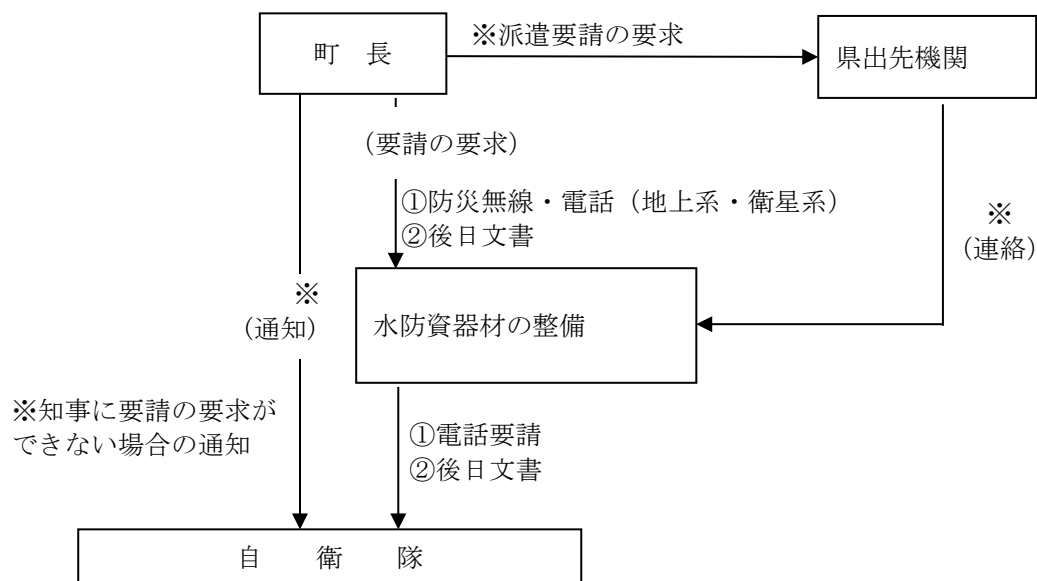 ※派遣要請の要求
町　長
県出先機関
(要請の要求)
①防災無線・電話（地上系・衛星系）
②後日文書
※
(連絡)
※
(通知)
水防資器材の整備
※知事に要請の要求が
できない場合の通知
①電話要請
②後日文書
自　衛　隊